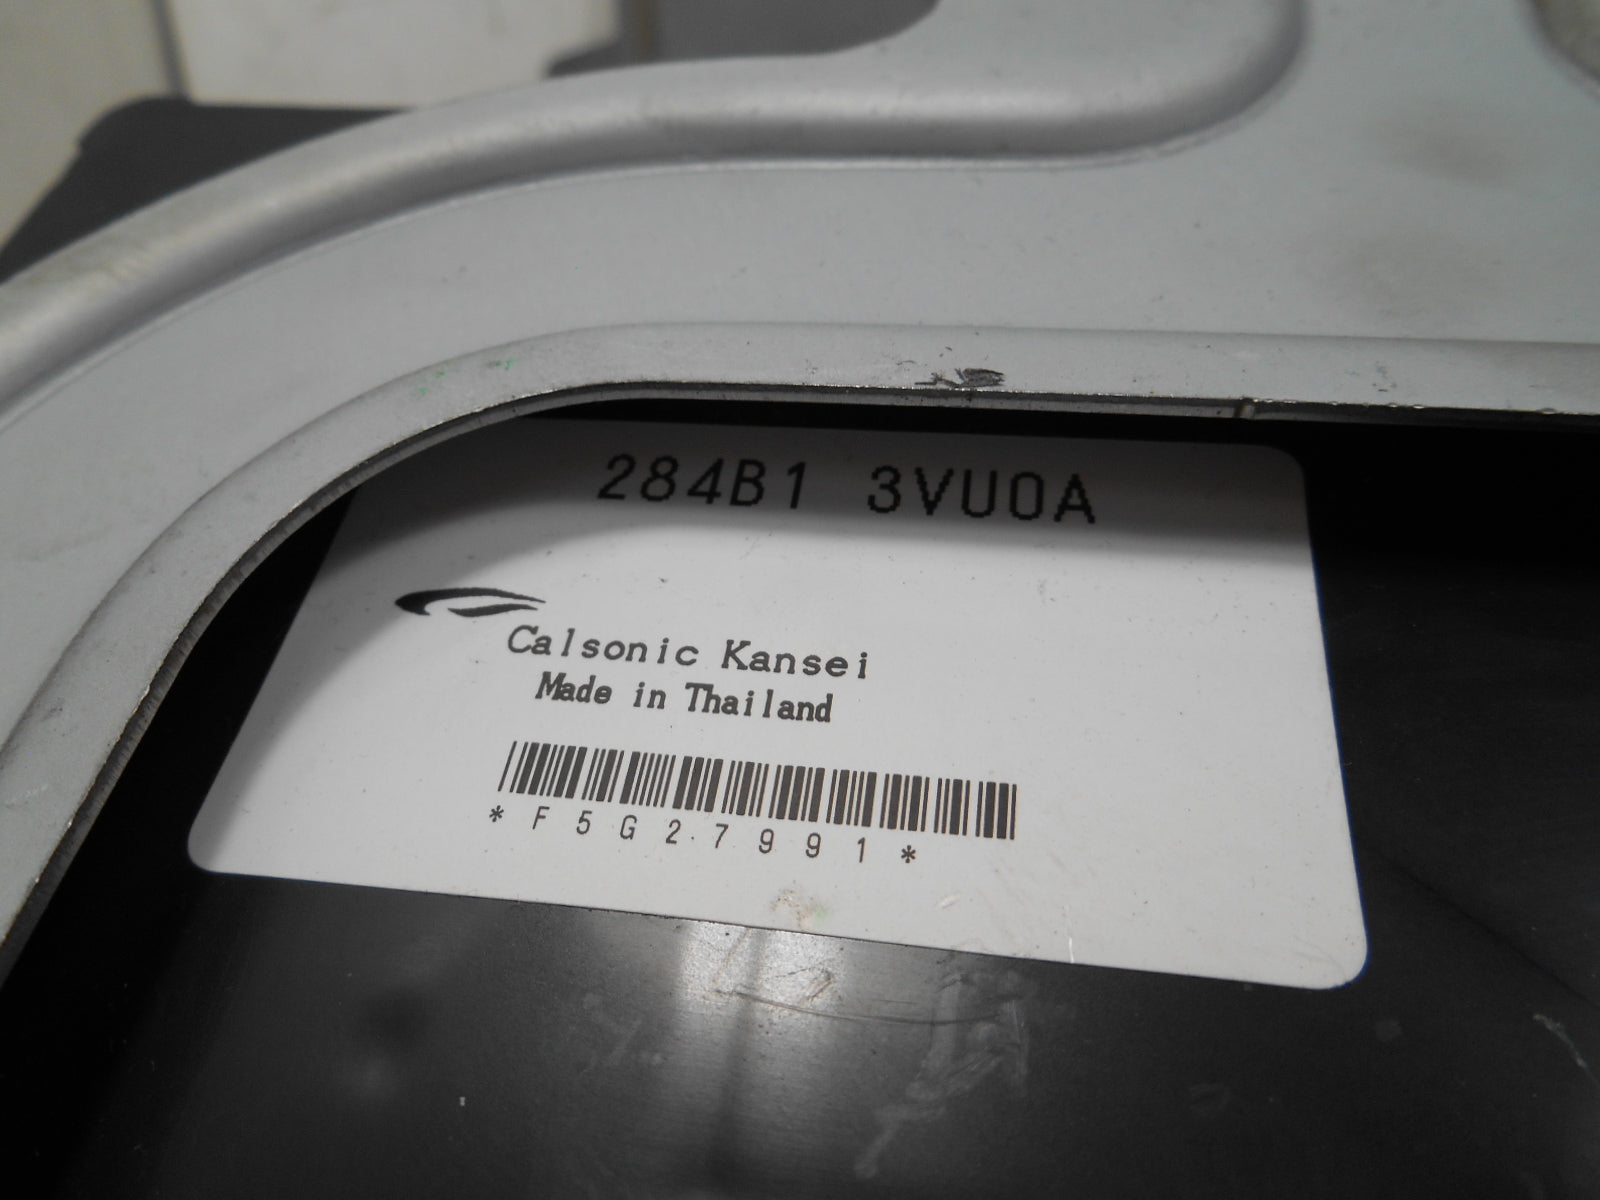 284B1 3VU0A
Calsonic Kansei
Made in Thailand
*F5G27991*